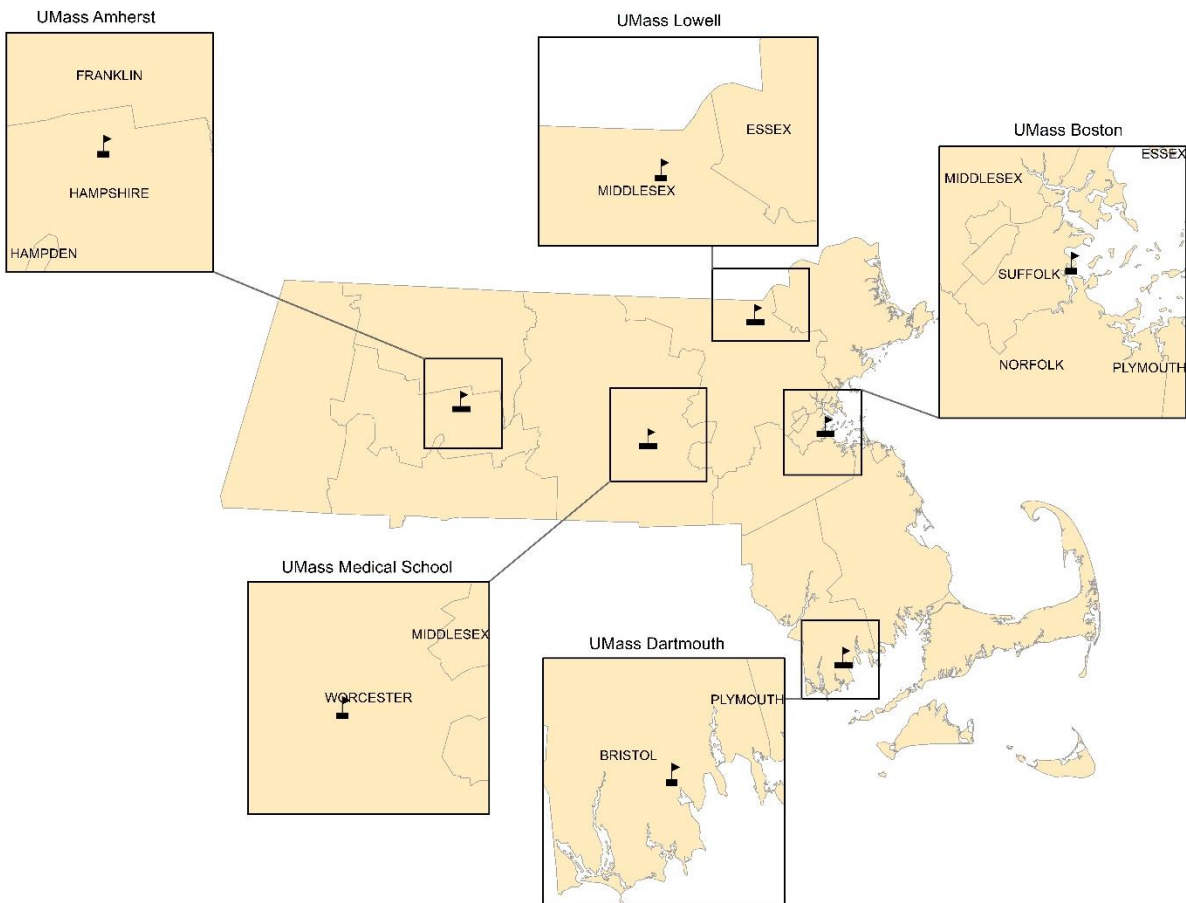 UMass Amherst
FRANKLIN
HAMPSHIRE
HAMPDEN
UMass Lowell
ESSEX
MIDDLESEX
UMass Boston
ESSEX
MIDDLESEX
SUFFOLK
NORFOLK
PLYMOUTH
UMass Medical School
MIDDLESEX
WORCESTER
UMass Dartmouth
PLYMOUTH
BRISTOL